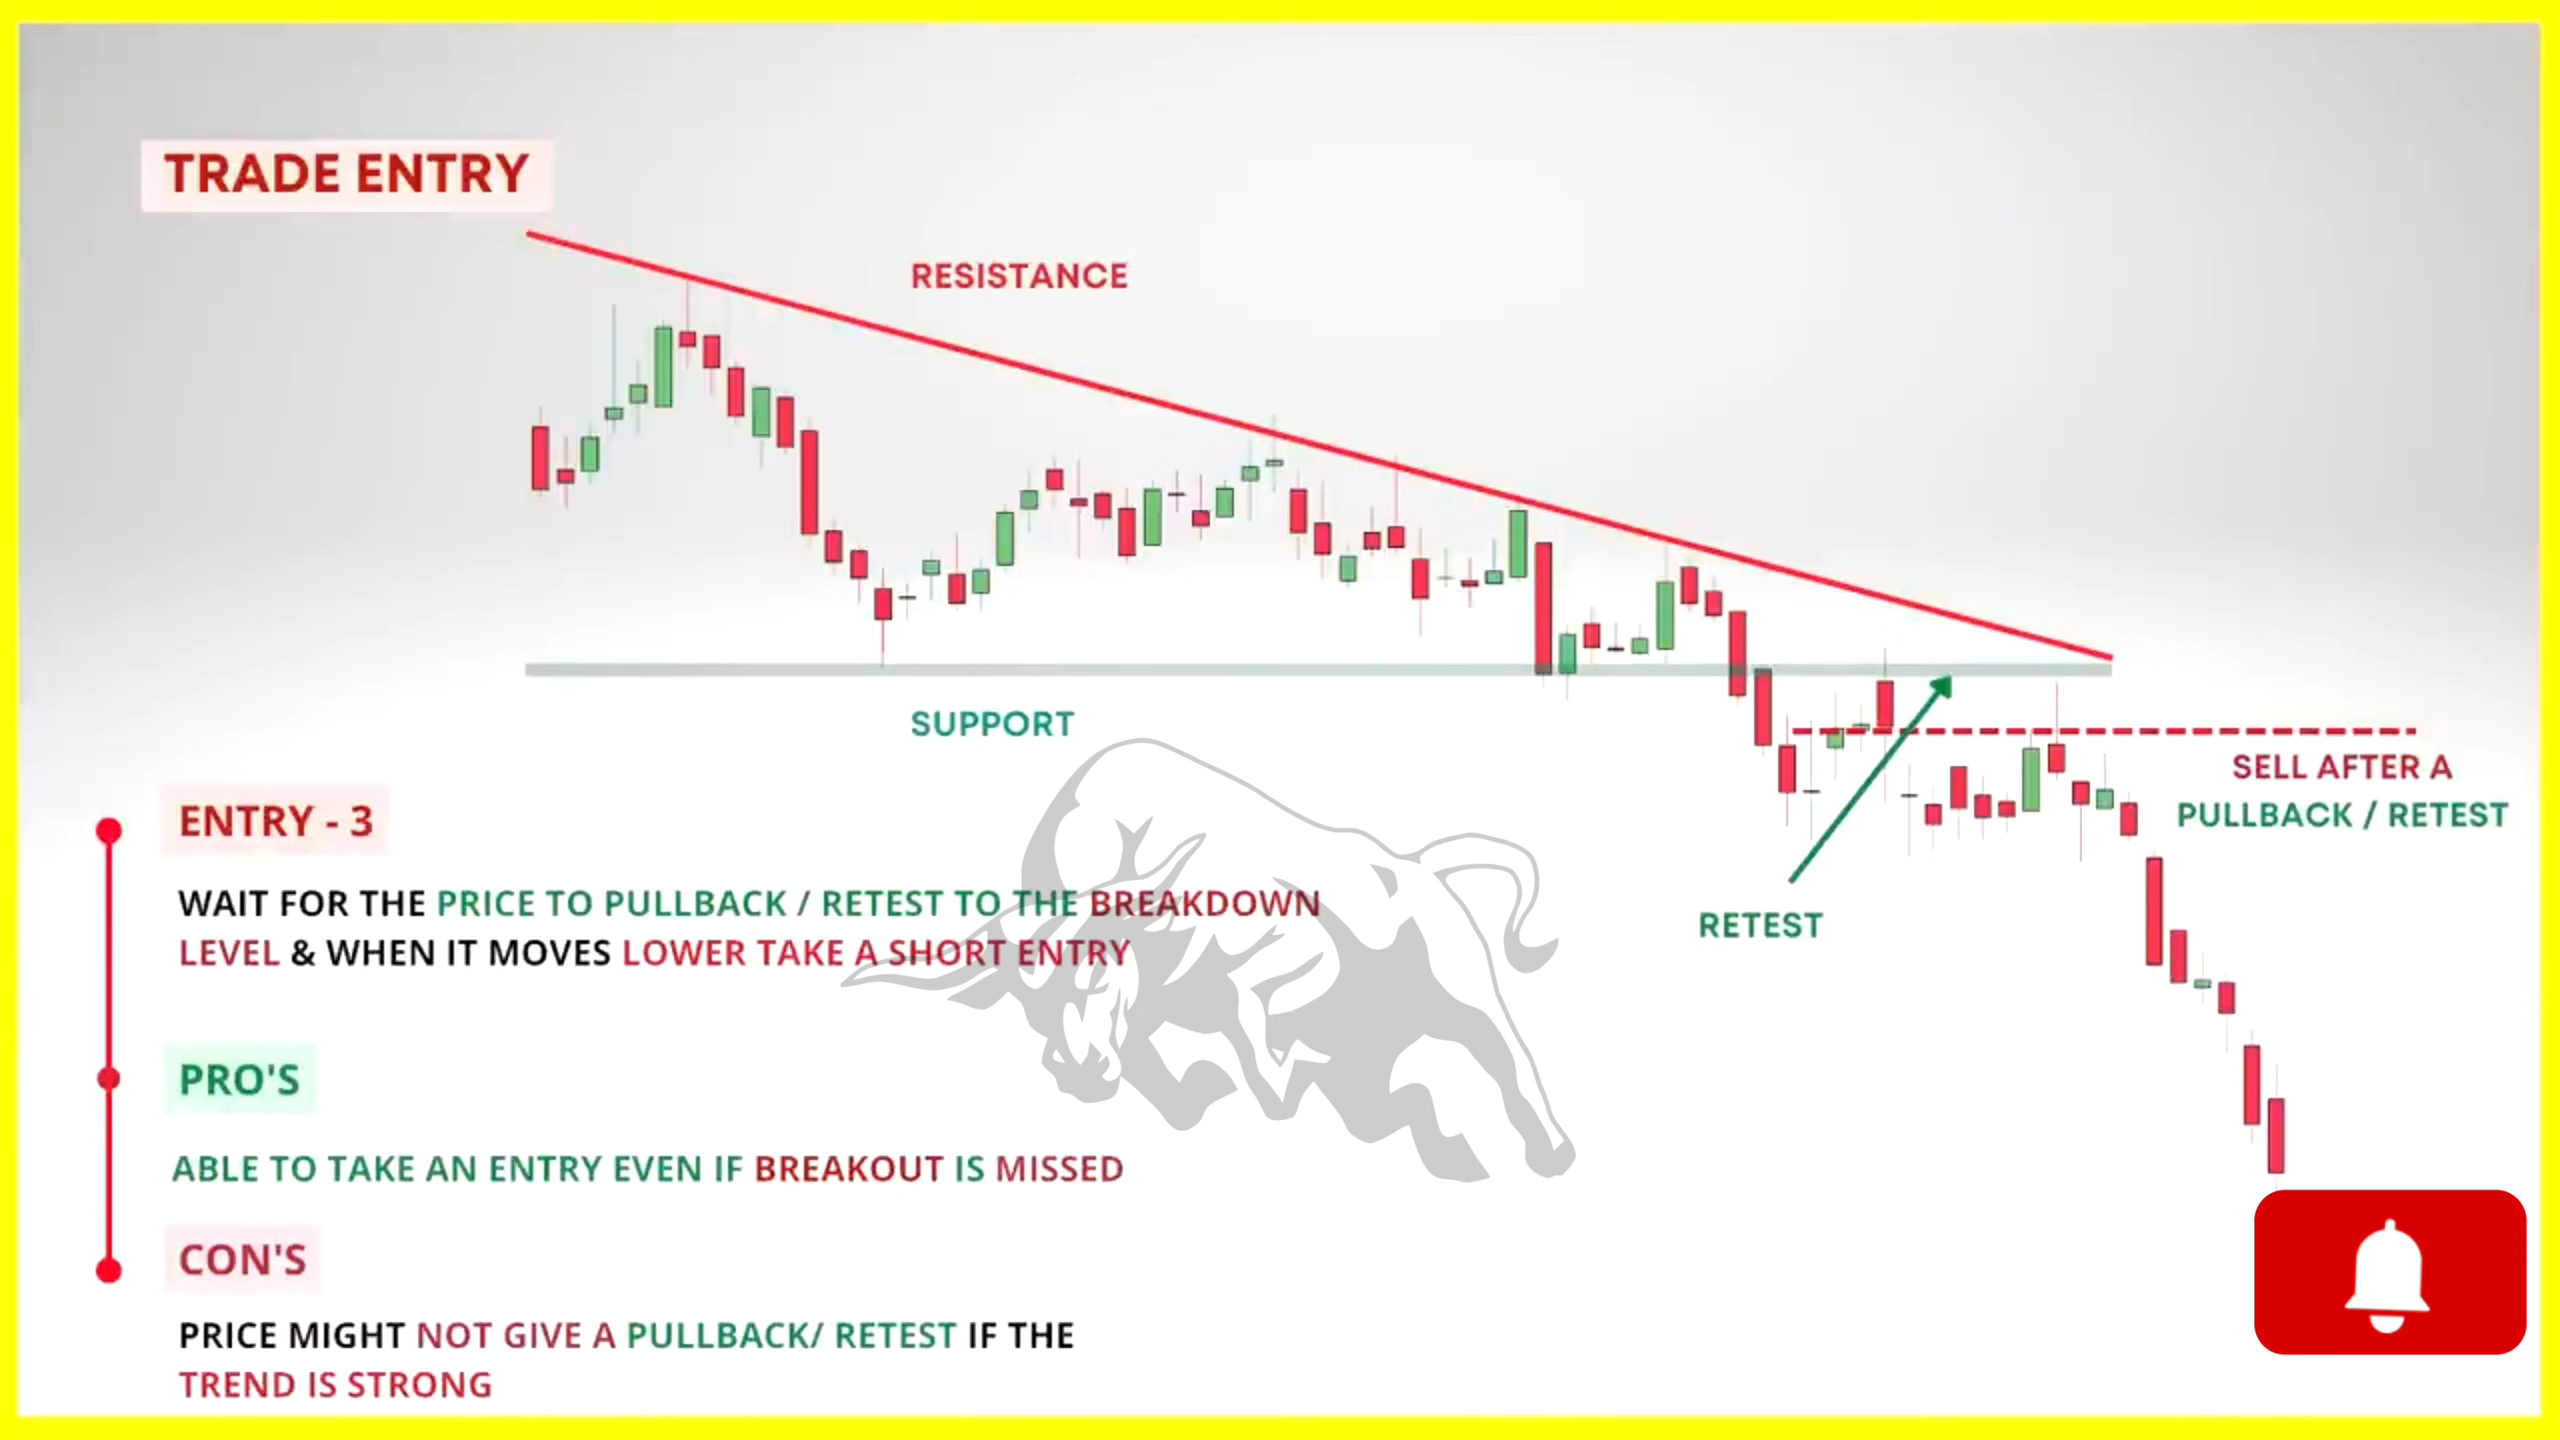 TRADE ENTRY
RESISTANCE
SUPPORT
SELL AFTER A
PULLBACK / RETEST
RETEST
ENTRY - 3
WAIT FOR THE PRICE TO PULLBACK / RETEST TO THE BREAKDOWN
LEVEL & WHEN IT MOVES LOWER TAKE A SHORT ENTRY
PRO'S
ABLE TO TAKE AN ENTRY EVEN IF BREAKOUT IS MISSED
CON'S
PRICE MIGHT NOT GIVE A PULLBACK/ RETEST IF THE
TREND IS STRONG